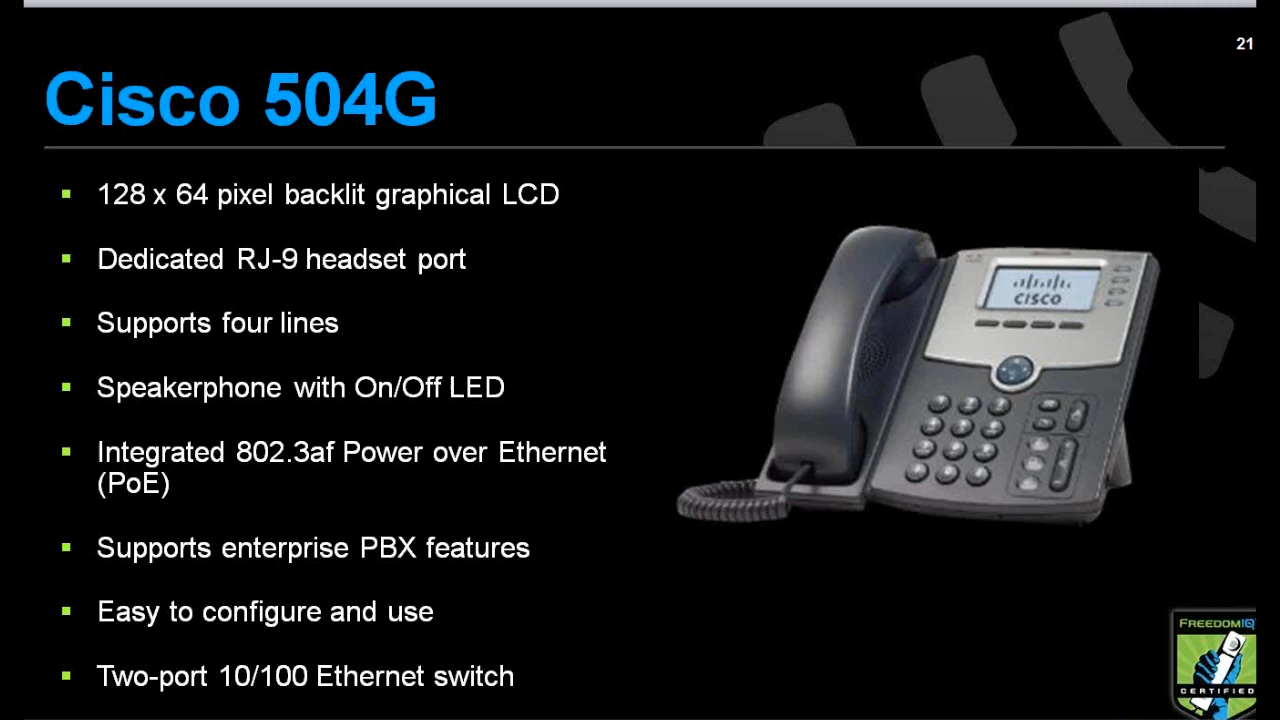 21
Cisco 504G
128 x 64 pixel backlit graphical LCD
Dedicated RJ-9 headset port
Supports four lines
Speakerphone with On/Off LED
Integrated 802.3af Power over Ethernet
(PoE)
Supports enterprise PBX features
Easy to configure and use
Two-port 10/100 Ethernet switch
CISCO
FREEDOMIQ
CERTIFIED